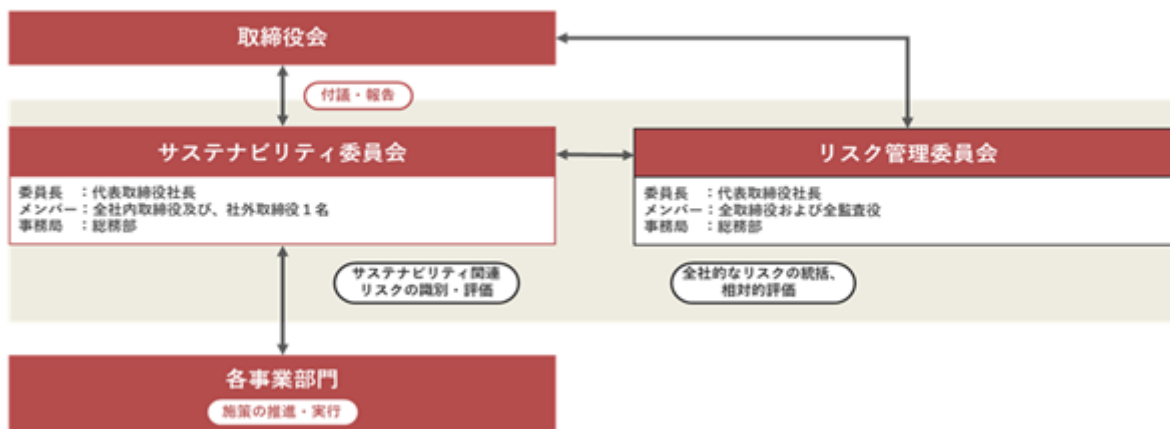 取締役会
付議・報告
サステナビリティ委員会
委員長　：代表取締役社長
メンバー：全社内取締役及び、社外取締役１名
事務局　：総務部
リスク管理委員会
委員長　：代表取締役社長
メンバー：全取締役および全監査役
事務局　：総務部
サステナビリティ関連
リスクの識別・評価
全社的なリスクの統括、
相対的評価
各事業部門
施策の推進・実行